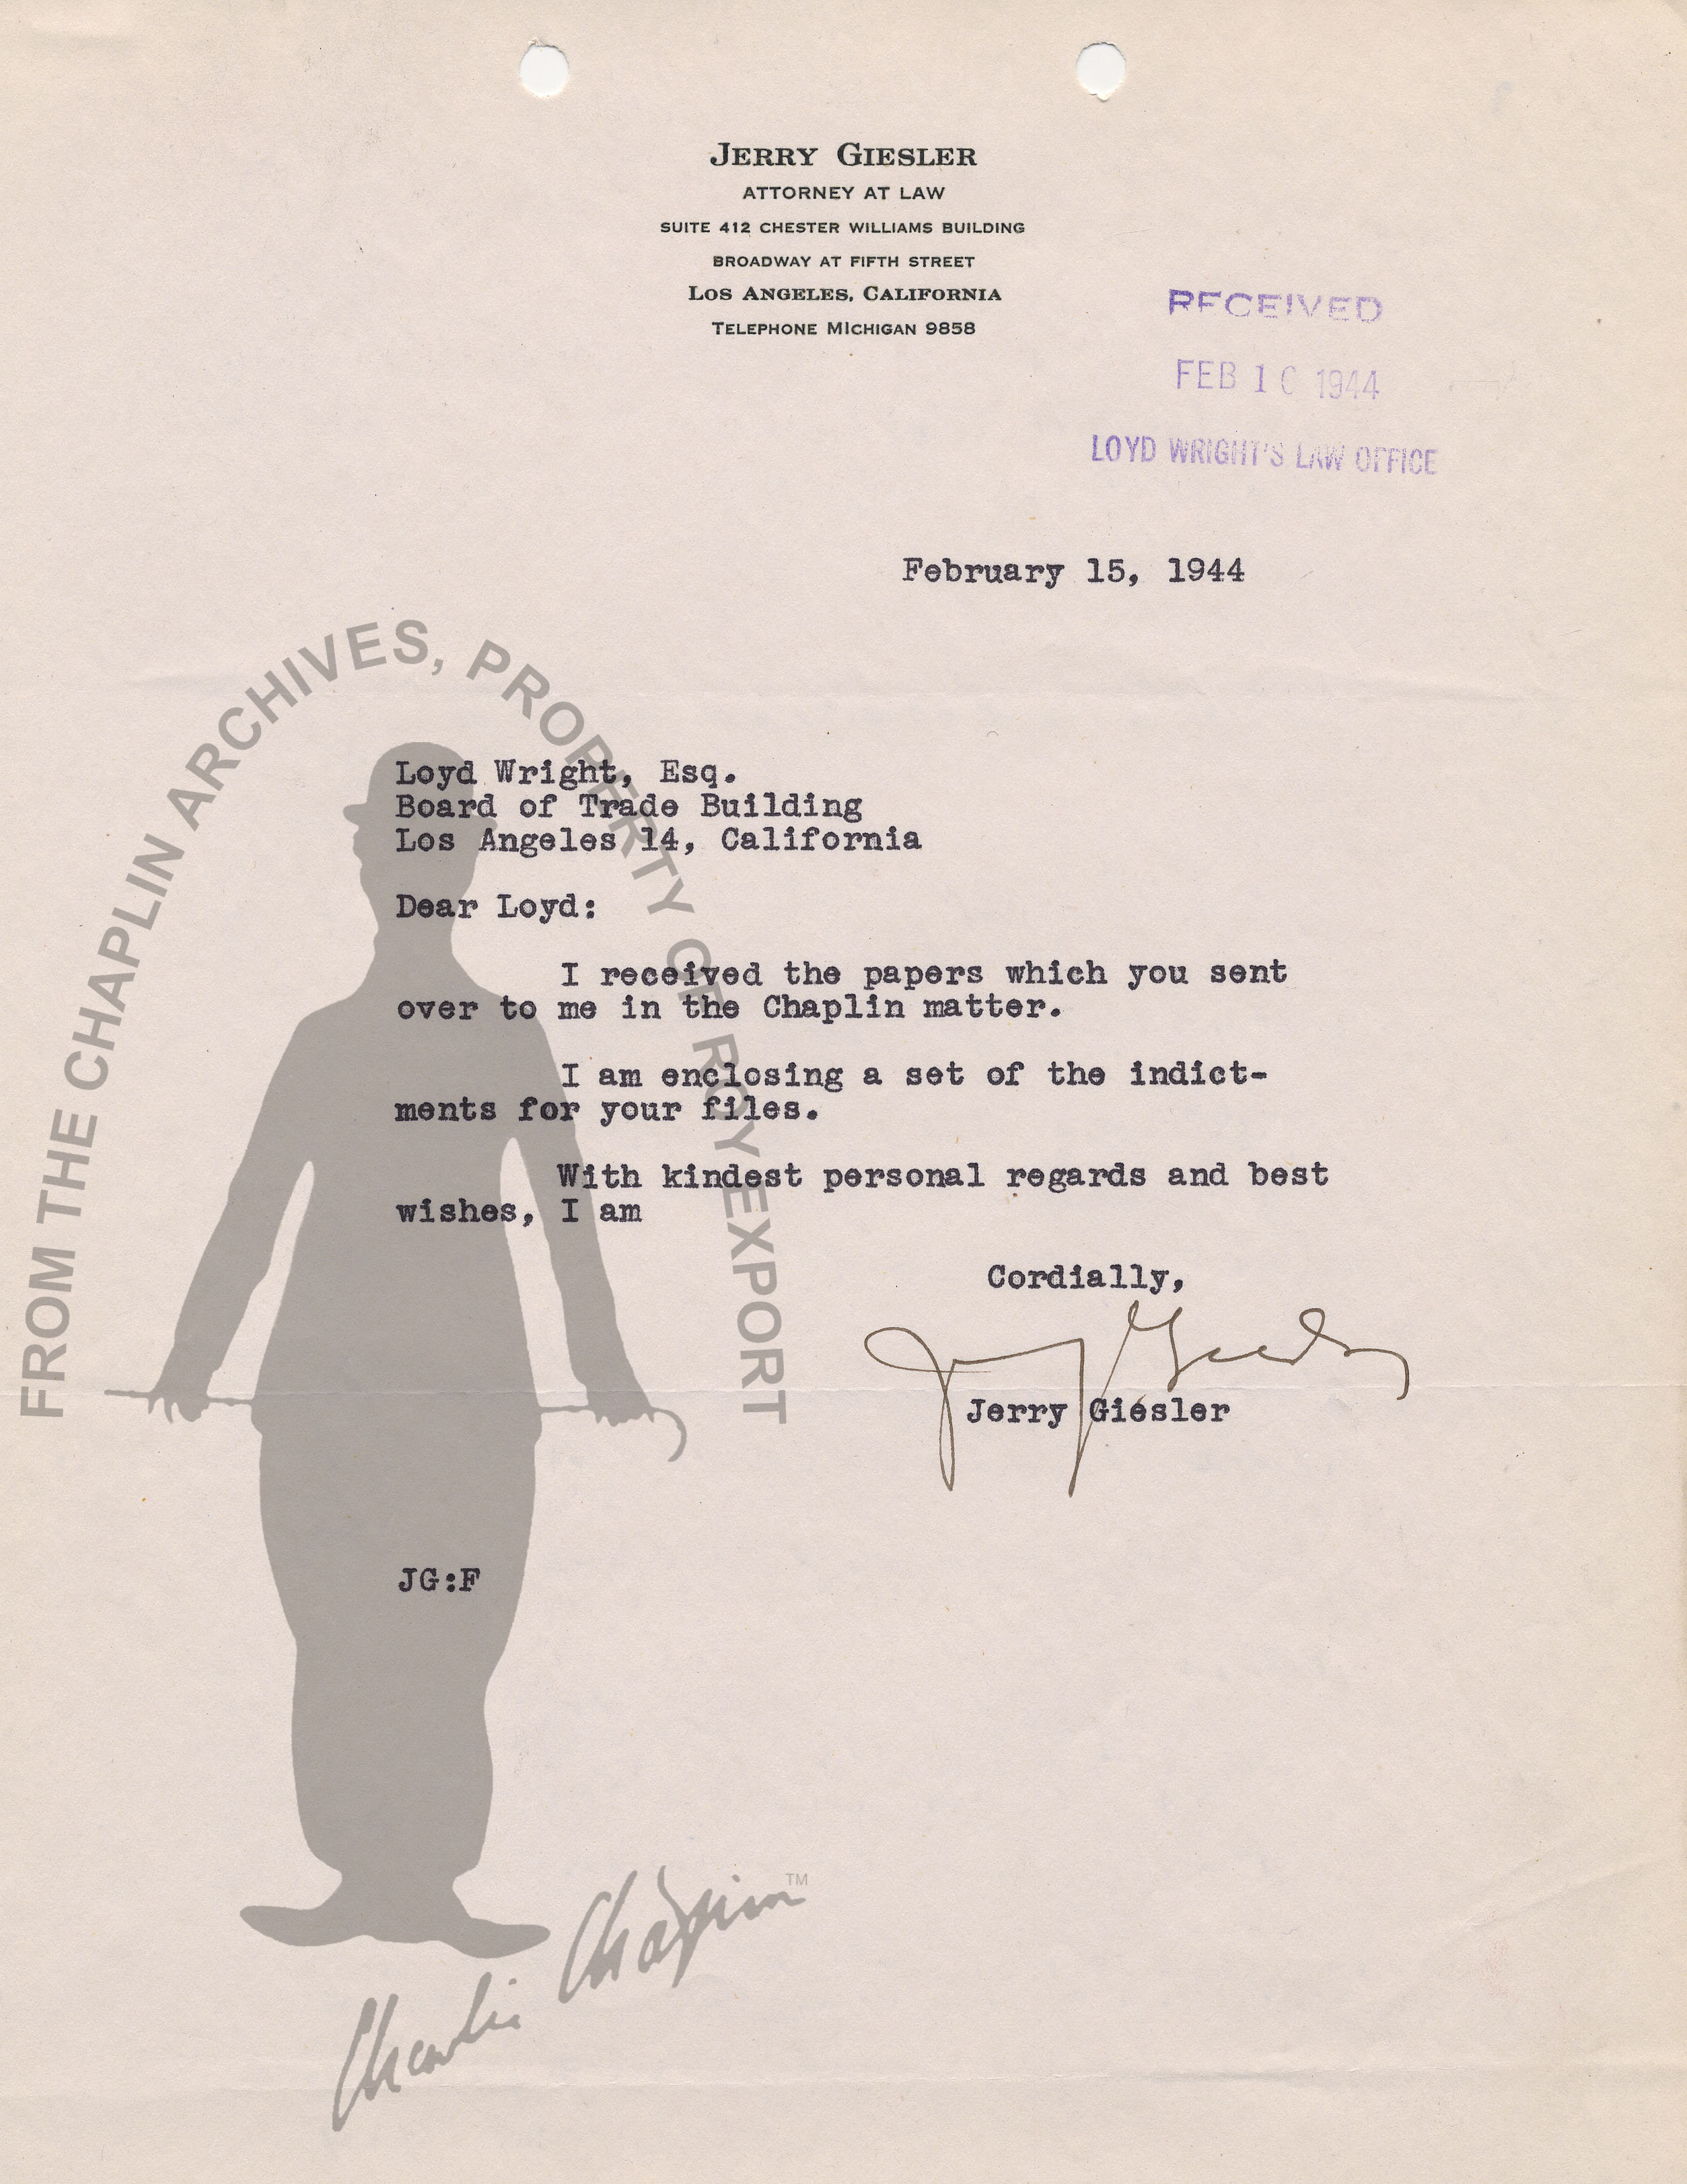 JERRY GIESLER
ATTORNEY AT LAW
SUITE 412 CHESTER WILLIAMS BUILDING
BROADWAY AT FIFTH STREET
LOS ANGELES, CALIFORNIA
TELEPHONE MICHIGAN 9858
RECEIVED
FEB 1 1944
LOYD WRIGHT'S LAW OFFICE
February 15, 1944
Loyd Wright, Esq.
Board of Trade Building
Los Angeles 14, California
Dear Loyd:
I received the papers which you sent
over to me in the Chaplin matter.
I am enclosing a set of the indict-
ments for your files.
With kindest personal regards and best
wishes, I am
Cordially,
Jerry Giesler
Jerry Giesler
JG:F
FROM THE CHAPLIN ARCHIVES, PROPERTY OF ROY EXPORT
Charlie Chaplin™